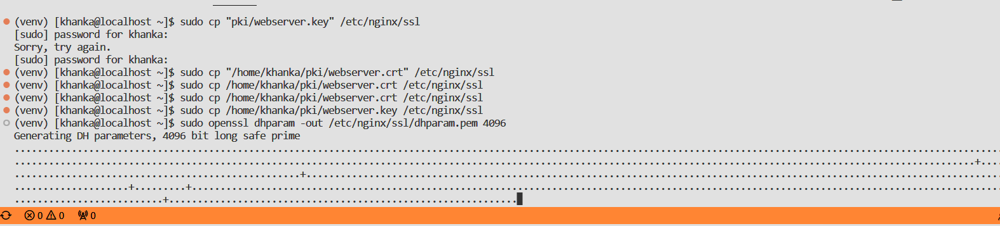 (venv) [khanka@localhost ~]$ sudo cp "pki/webserver.key" /etc/nginx/ssl
[sudo] password for khanka:
Sorry, try again.
[sudo] password for khanka:
(venv) [khanka@localhost ~]$ sudo cp "/home/khanka/pki/webserver.crt" /etc/nginx/ssl
(venv) [khanka@localhost ~]$ sudo cp /home/khanka/pki/webserver.crt /etc/nginx/ssl
(venv) [khanka@localhost ~]$ sudo cp /home/khanka/pki/webserver.crt /etc/nginx/ssl
(venv) [khanka@localhost ~]$ sudo cp /home/khanka/pki/webserver.key /etc/nginx/ssl
(venv) [khanka@localhost ~]$ sudo openssl dhparam -out /etc/nginx/ssl/dhparam.pem 4096
Generating DH parameters, 4096 bit long safe prime
............................................................................................................................................................................
........................................................................................................................................................................+...
..................................................+.........................................................................................................................
....................+.........+.............................................................................................................................................
..........................+.............................................................
0 0 0